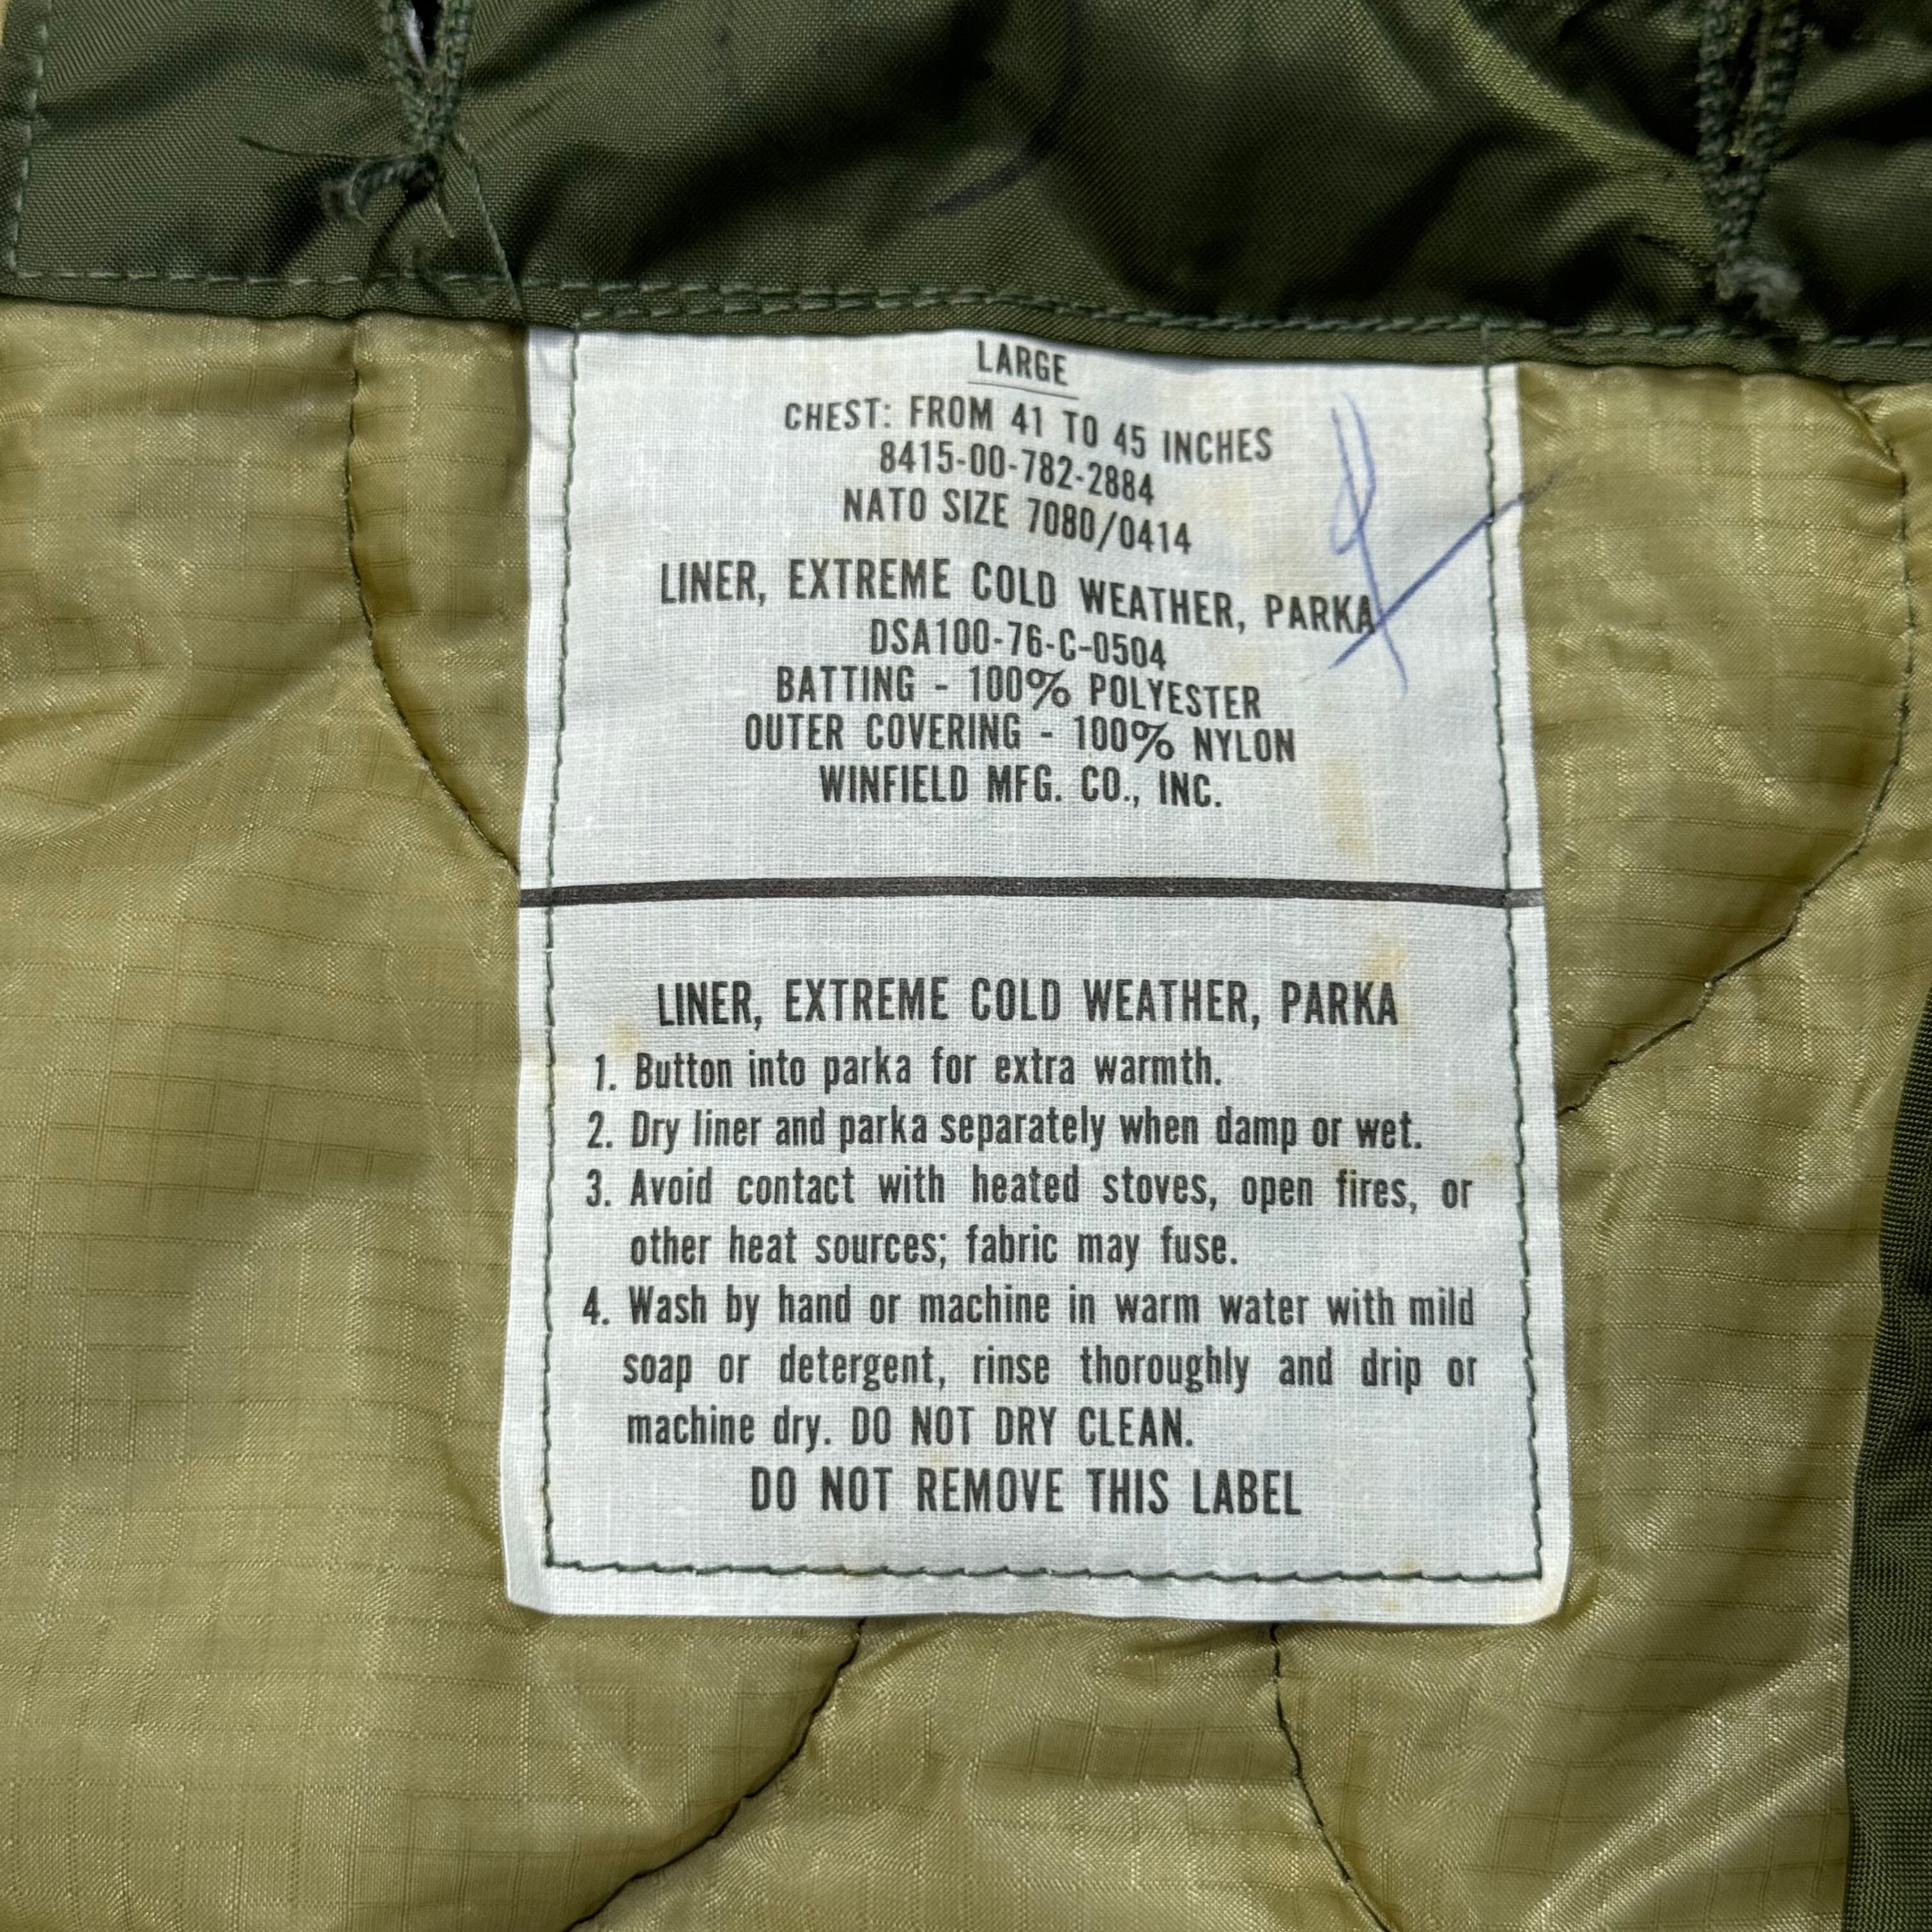 LARGE
CHEST: FROM 41 TO 45 INCHES
8415-00-782-2884
NATO SIZE 7080/0414
LINER, EXTREME COLD WEATHER, PARKA
DSA100-76-C-0504
BATTING - 100% POLYESTER
OUTER COVERING - 100% NYLON
WINFIELD MFG. CO., INC.
LINER, EXTREME COLD WEATHER, PARKA
1. Button into parka for extra warmth.
2. Dry liner and parka separately when damp or wet.
3. Avoid contact with heated stoves, open fires, or
other heat sources; fabric may fuse.
4. Wash by hand or machine in warm water with mild
soap or detergent, rinse thoroughly and drip or
machine dry. DO NOT DRY CLEAN.
DO NOT REMOVE THIS LABEL